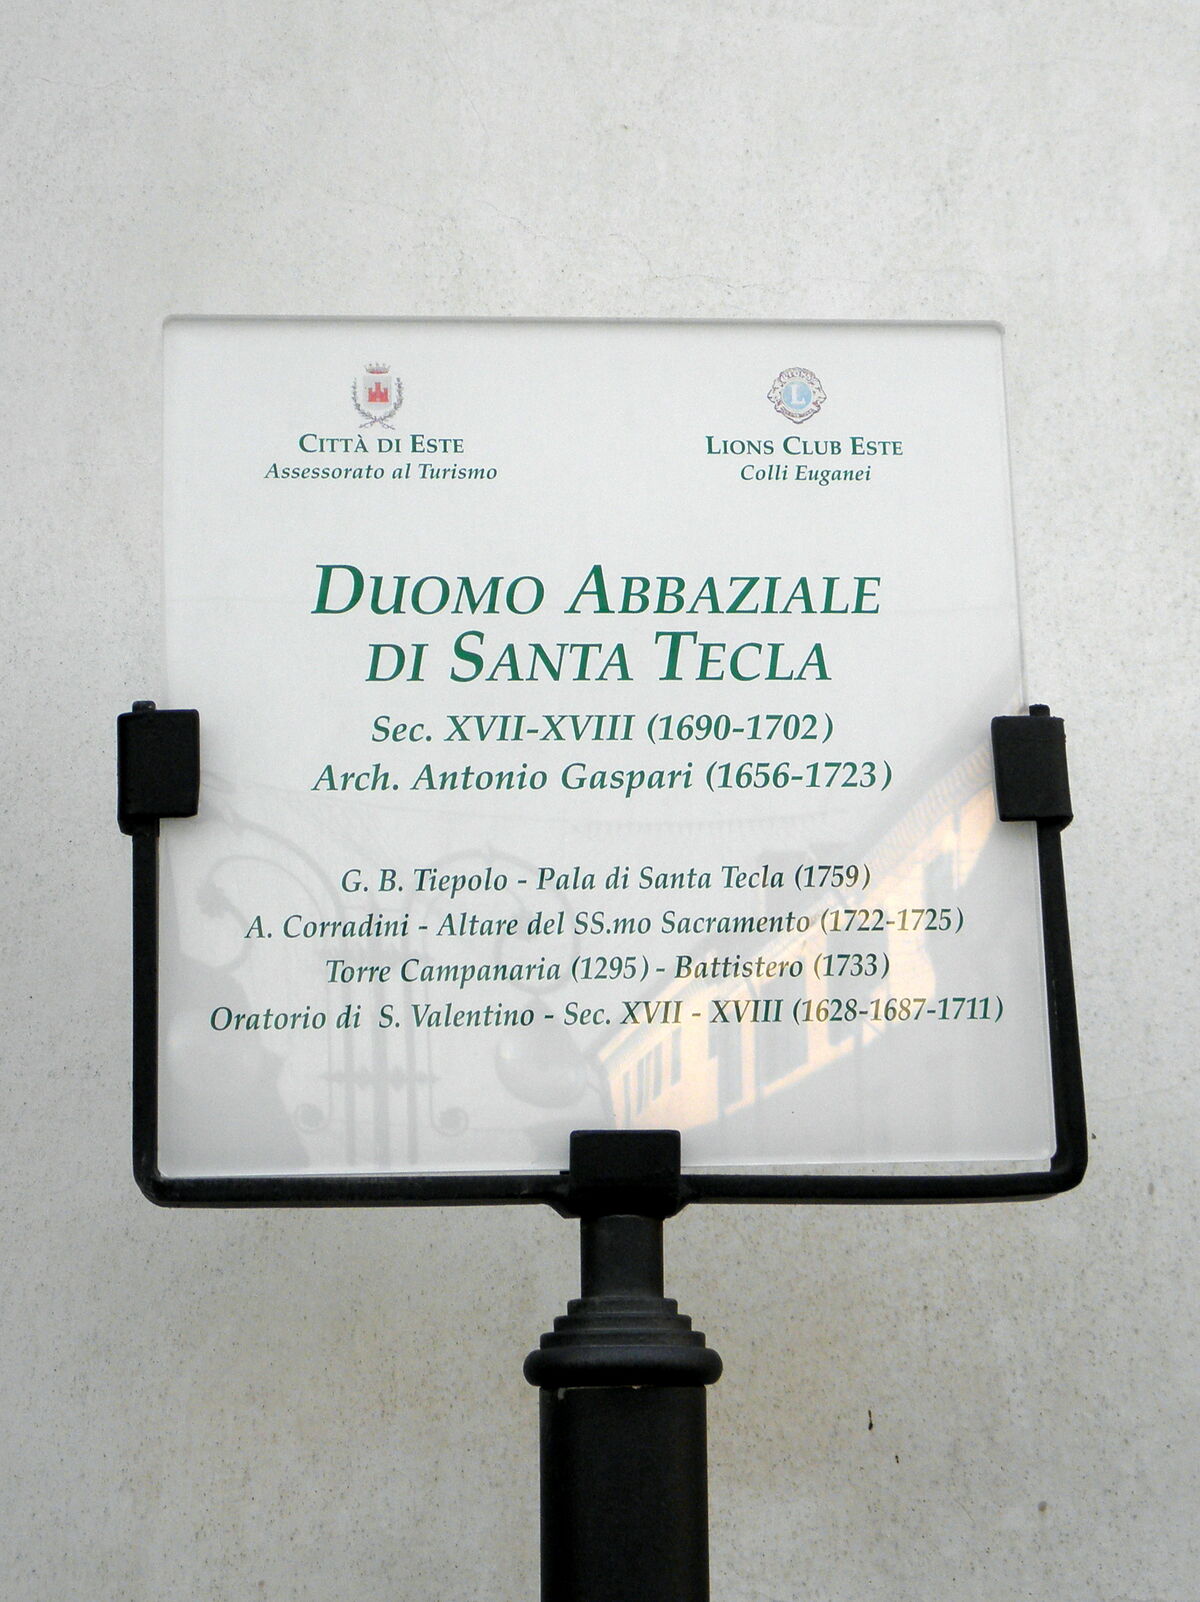 CITTÀ DI ESTE
Assessorato al Turismo
LIONS CLUB ESTE
Colli Euganei
DUOMO ABBAZIALE
DI SANTA TECLA
Sec. XVII-XVIII (1690-1702)
Arch. Antonio Gaspari (1656-1723)
G. B. Tiepolo - Pala di Santa Tecla (1759)
A. Corradini - Altare del SS.mo Sacramento (1722-1725)
Torre Campanaria (1295) - Battistero (1733)
Oratorio di S. Valentino - Sec. XVII - XVIII (1628-1687-1711)